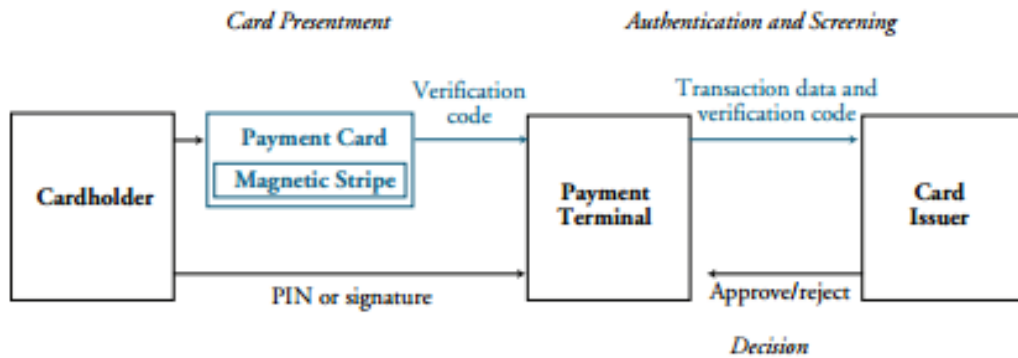 Card Presentment
Authentication and Screening
Verification
code
Transaction data and
verification code
Payment Card
Magnetic Stripe
Cardholder
Payment
Terminal
Card
Issuer
PIN or signature
Approve/reject
Decision